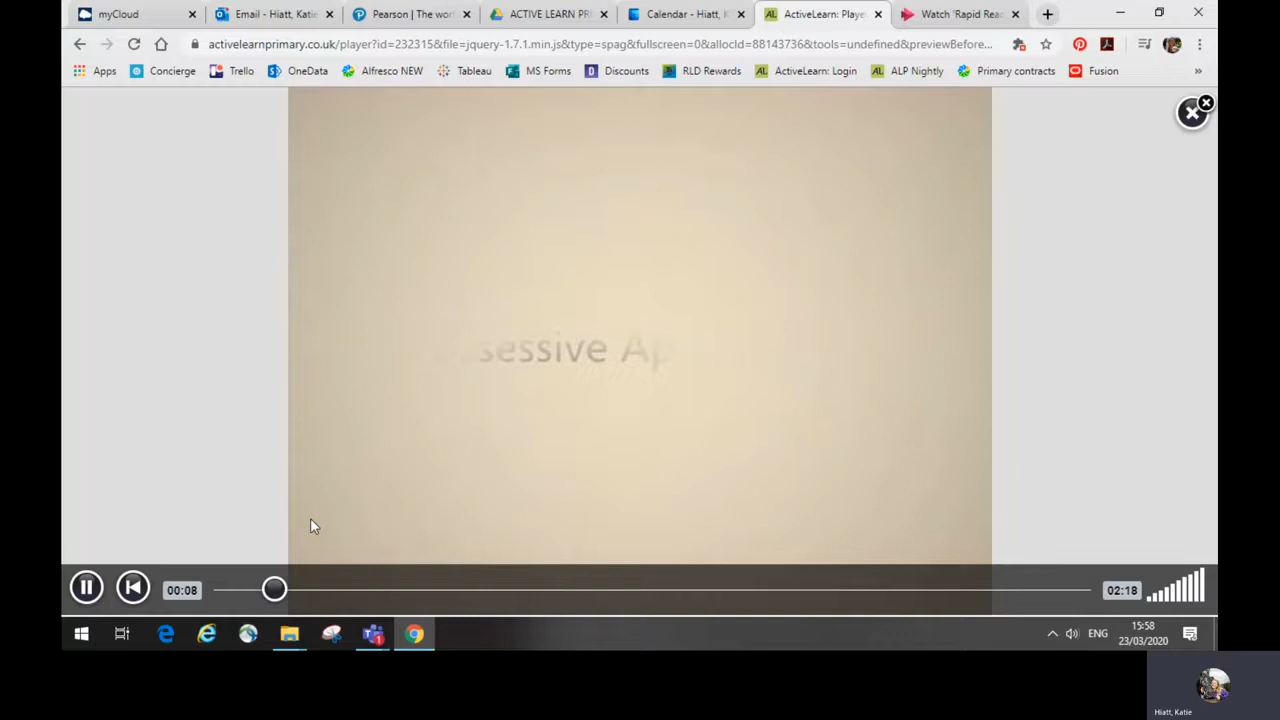 myCloud
Email - Hiatt, Katie
Pearson | The worl
ACTIVE LEARN PR
Calendar - Hiatt, K
ActiveLearn: Playe
Watch 'Rapid Rea
activelearnprimary.co.uk/player?id=232315&file=jquery-1.7.1.min.js&type=spag&fullscreen=0&allocId=88143736&tools=undefined&previewBefore...
Apps
Concierge
Trello
OneData
Alfresco NEW
Tableau
MS Forms
Discounts
RLD Rewards
ActiveLearn: Login
ALP Nightly
Primary contracts
Fusion
»
sessive Ap
00:08
02:18
ENG
15:58
23/03/2020
Hiatt, Katie